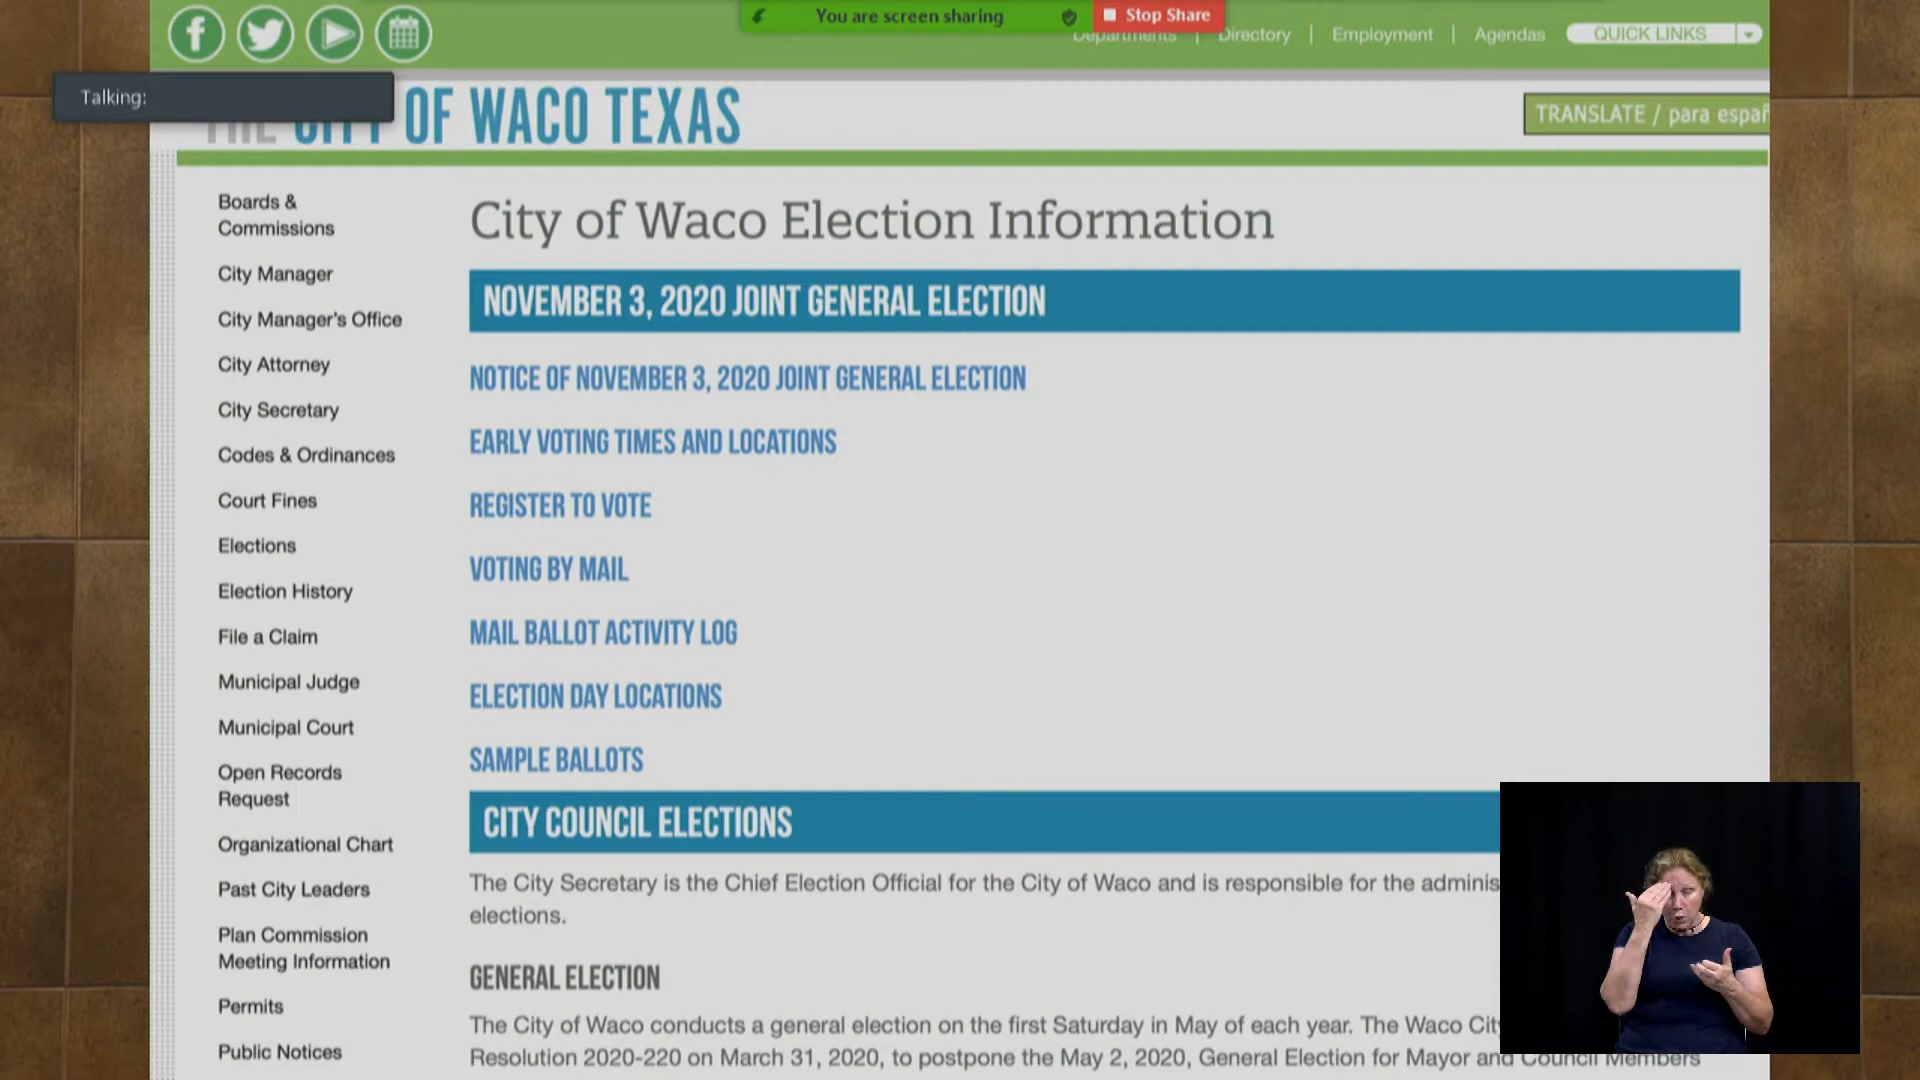 You are screen sharing
Stop Share
Departments | Directory | Employment | Agendas
QUICK LINKS
Talking:
THE CITY OF WACO TEXAS
TRANSLATE / para españ
Boards &
Commissions
City Manager
City Manager's Office
City Attorney
City Secretary
Codes & Ordinances
Court Fines
Elections
Election History
File a Claim
Municipal Judge
Municipal Court
Open Records
Request
Organizational Chart
Past City Leaders
Plan Commission
Meeting Information
Permits
Public Notices
City of Waco Election Information
NOVEMBER 3, 2020 JOINT GENERAL ELECTION
NOTICE OF NOVEMBER 3, 2020 JOINT GENERAL ELECTION
EARLY VOTING TIMES AND LOCATIONS
REGISTER TO VOTE
VOTING BY MAIL
MAIL BALLOT ACTIVITY LOG
ELECTION DAY LOCATIONS
SAMPLE BALLOTS
CITY COUNCIL ELECTIONS
The City Secretary is the Chief Election Official for the City of Waco and is responsible for the adminis
elections.
GENERAL ELECTION
The City of Waco conducts a general election on the first Saturday in May of each year. The Waco Cit
Resolution 2020-220 on March 31, 2020, to postpone the May 2, 2020, General Election for Mayor and Council Members